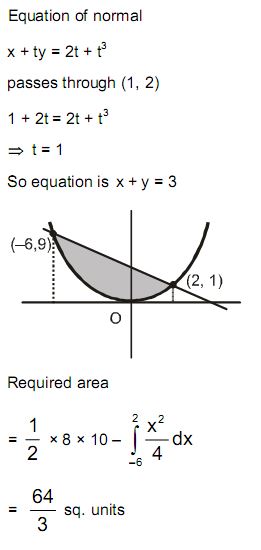 Equation of normal
x + ty = 2t + t³
passes through (1, 2)
1 + 2t = 2t + t³
⇒ t = 1
So equation is x + y = 3
(–6,9)
(2, 1)
O
Required area
= 1/2 × 8 × 10 – ∫₋₆² x²/4 dx
= 64/3 sq. units